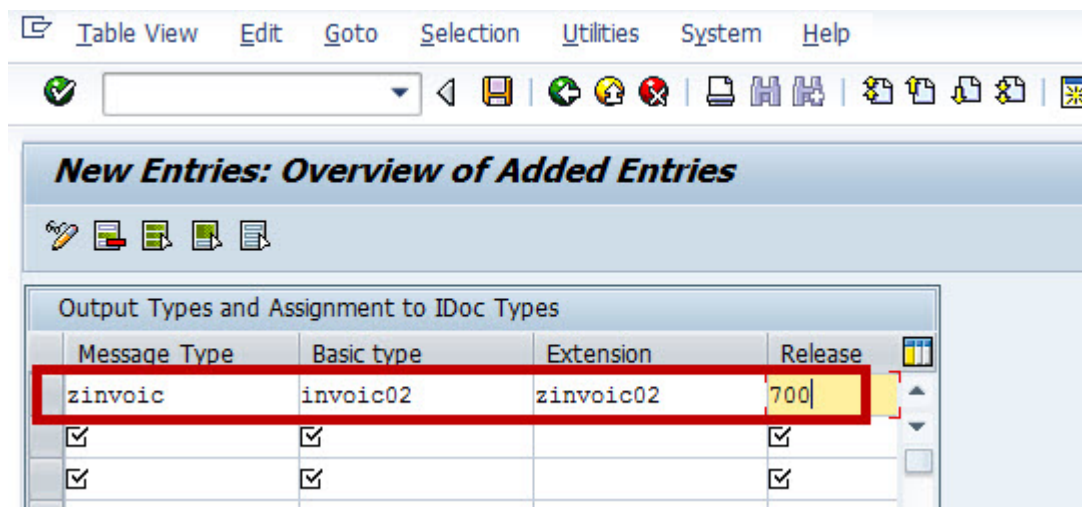 Table View Edit Goto Selection Utilities System Help
New Entries: Overview of Added Entries
Output Types and Assignment to IDoc Types
Message Type Basic type Extension Release
zinvoic invoic02 zinvoic02 700